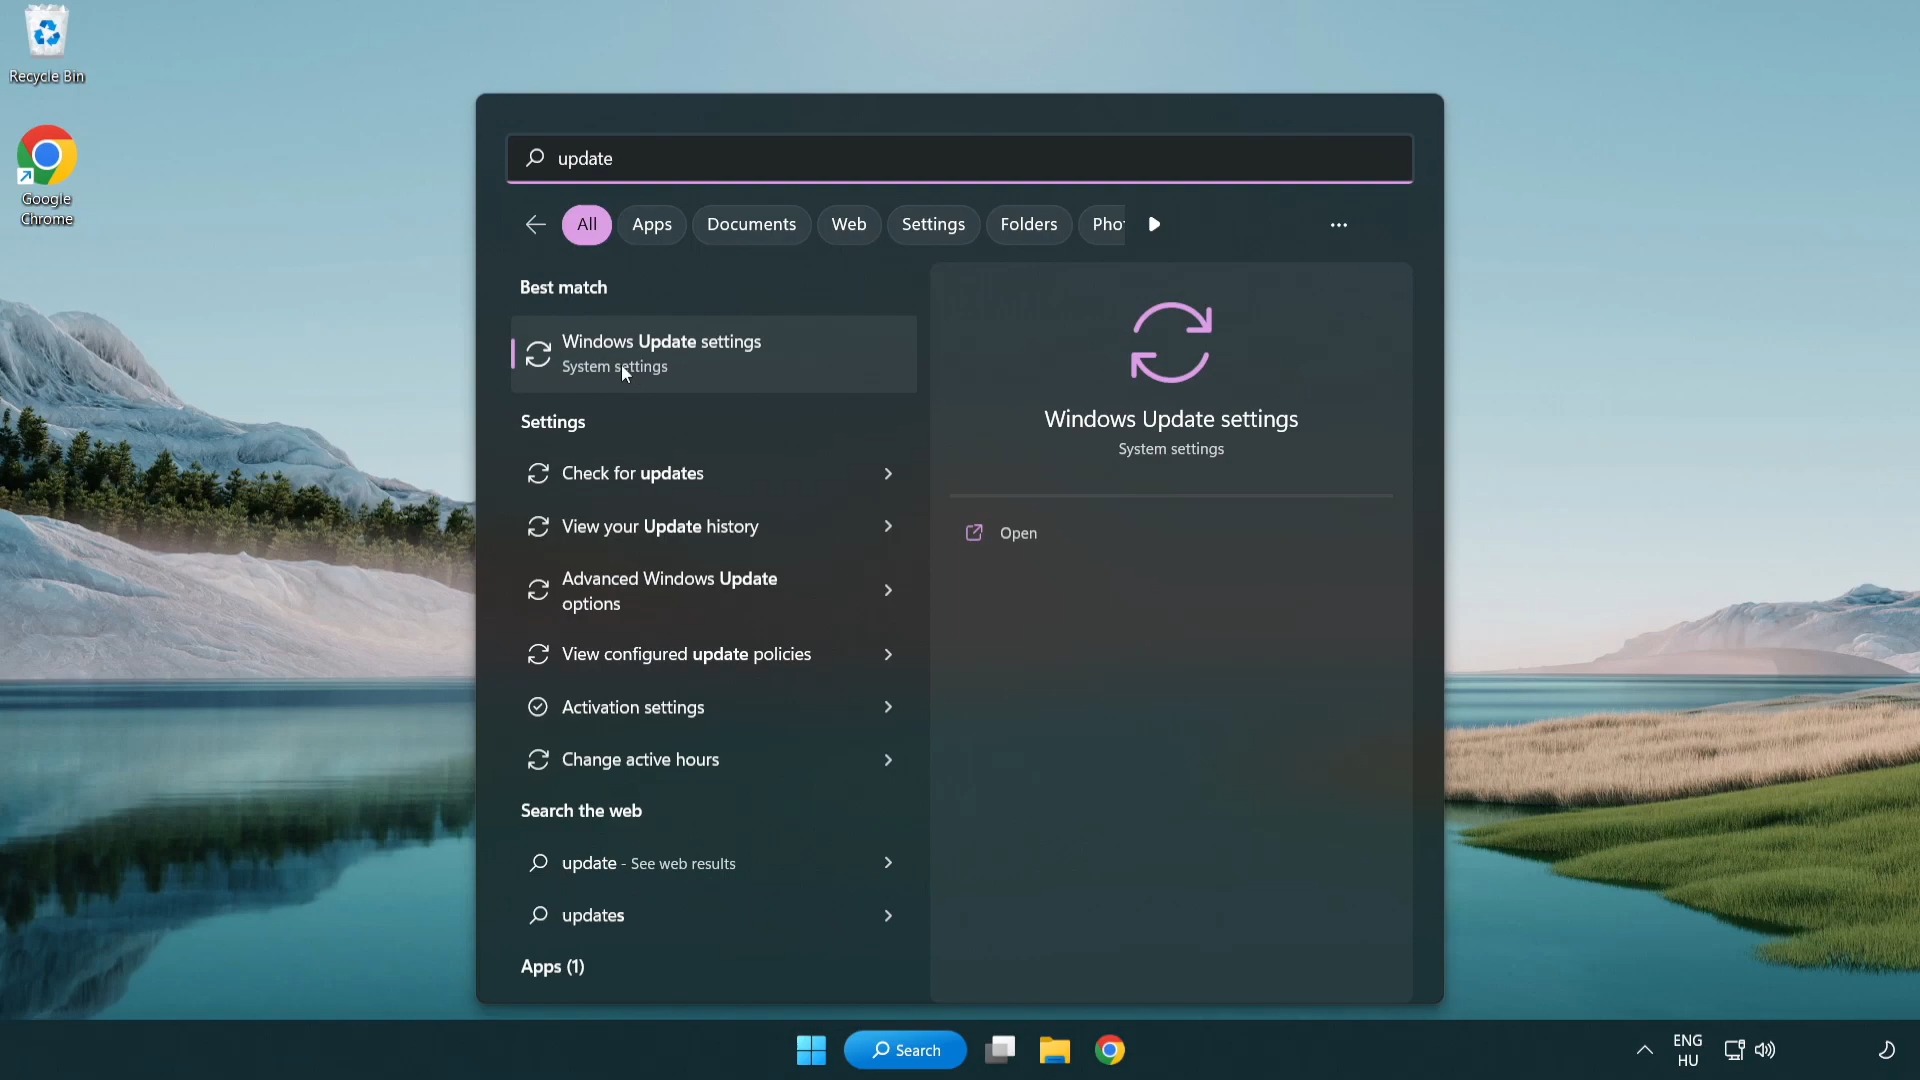 Recycle Bin
Google
Chrome
update
All
Apps
Documents
Web
Settings
Folders
Pho
Best match
Windows Update settings
System settings
Settings
Check for updates
View your Update history
Advanced Windows Update
options
View configured update policies
Activation settings
Change active hours
Search the web
update - See web results
updates
Apps (1)
Windows Update settings
System settings
Open
Search
ENG
HU